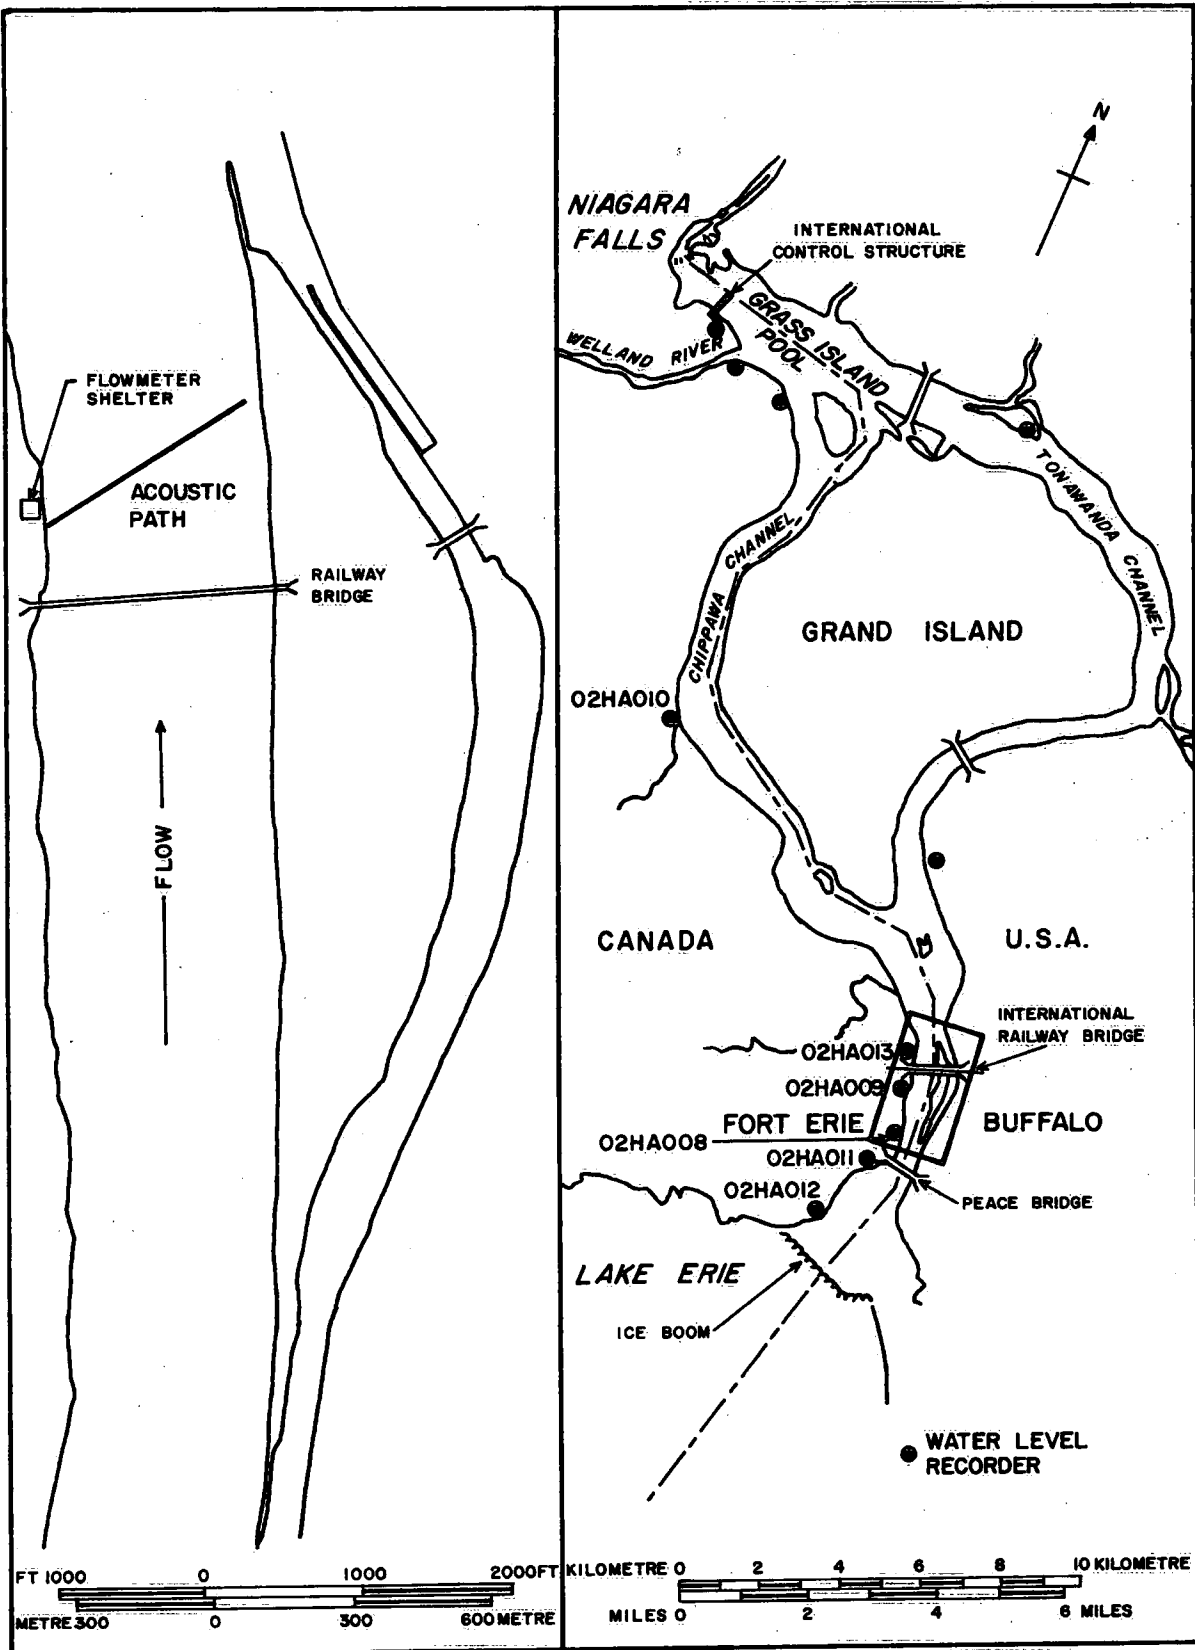 FLOWMETER
SHELTER
ACOUSTIC
PATH
RAILWAY
BRIDGE
FLOW
FT 1000 0 1000 2000 FT
METRE 300 0 300 600 METRE
N
NIAGARA
FALLS
INTERNATIONAL
CONTROL STRUCTURE
GRASS ISLAND
POOL
WELLAND RIVER
TONAWANDA CHANNEL
CHIPPAWA CHANNEL
GRAND ISLAND
02HA010
CANADA
U.S.A.
INTERNATIONAL
RAILWAY BRIDGE
02HA013
02HA009
FORT ERIE
BUFFALO
02HA008
02HA011
02HA012
PEACE BRIDGE
LAKE ERIE
ICE BOOM
WATER LEVEL
RECORDER
KILOMETRE 0 2 4 6 8 10 KILOMETRE
MILES 0 2 4 6 MILES